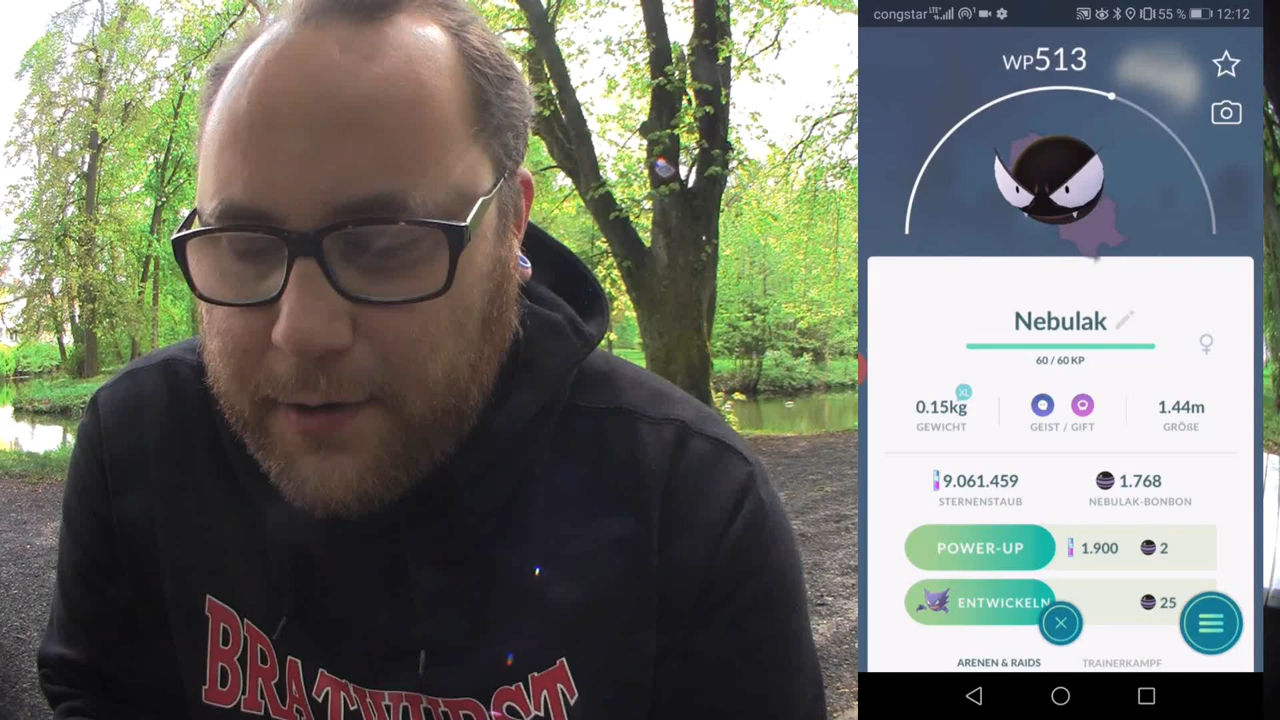 congstar 55 % 12:12
WP513
Nebulak
60 / 60 KP
XL
0.15kg 1.44m
GEWICHT GEIST / GIFT GRÖßE
9.061.459 1.768
STERNENSTAUB NEBULAK-BONBON
POWER-UP 1.900 2
ENTWICKELN 25
ARENEN & RAIDS TRAINERKAMPF
BRATWURST